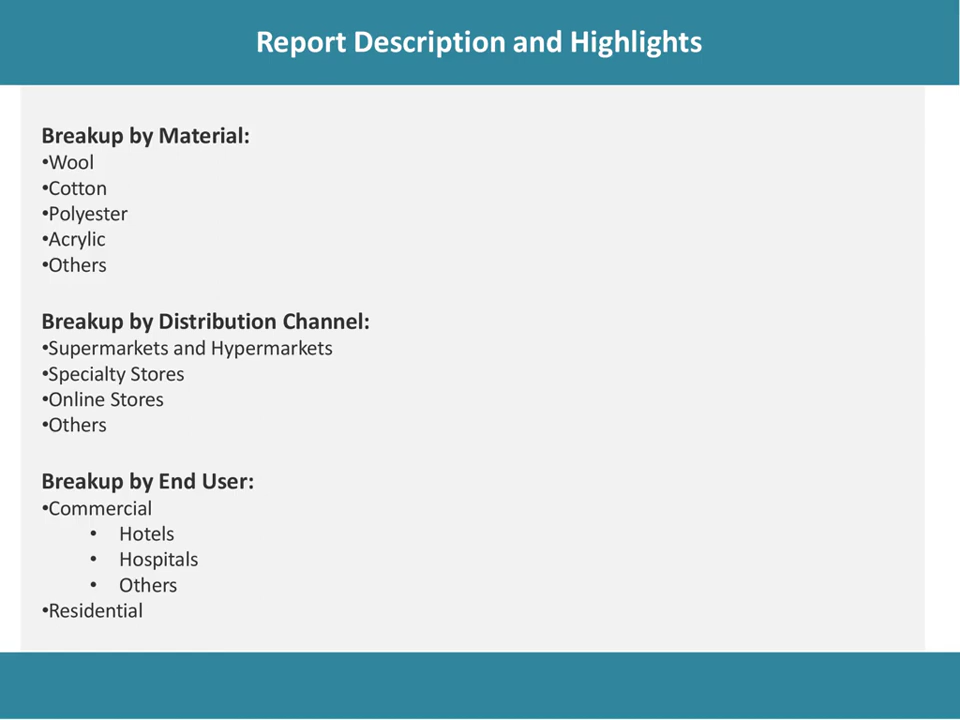 Report Description and Highlights
Breakup by Material:
•Wool
•Cotton
•Polyester
•Acrylic
•Others
Breakup by Distribution Channel:
•Supermarkets and Hypermarkets
•Specialty Stores
•Online Stores
•Others
Breakup by End User:
•Commercial
• Hotels
• Hospitals
• Others
•Residential